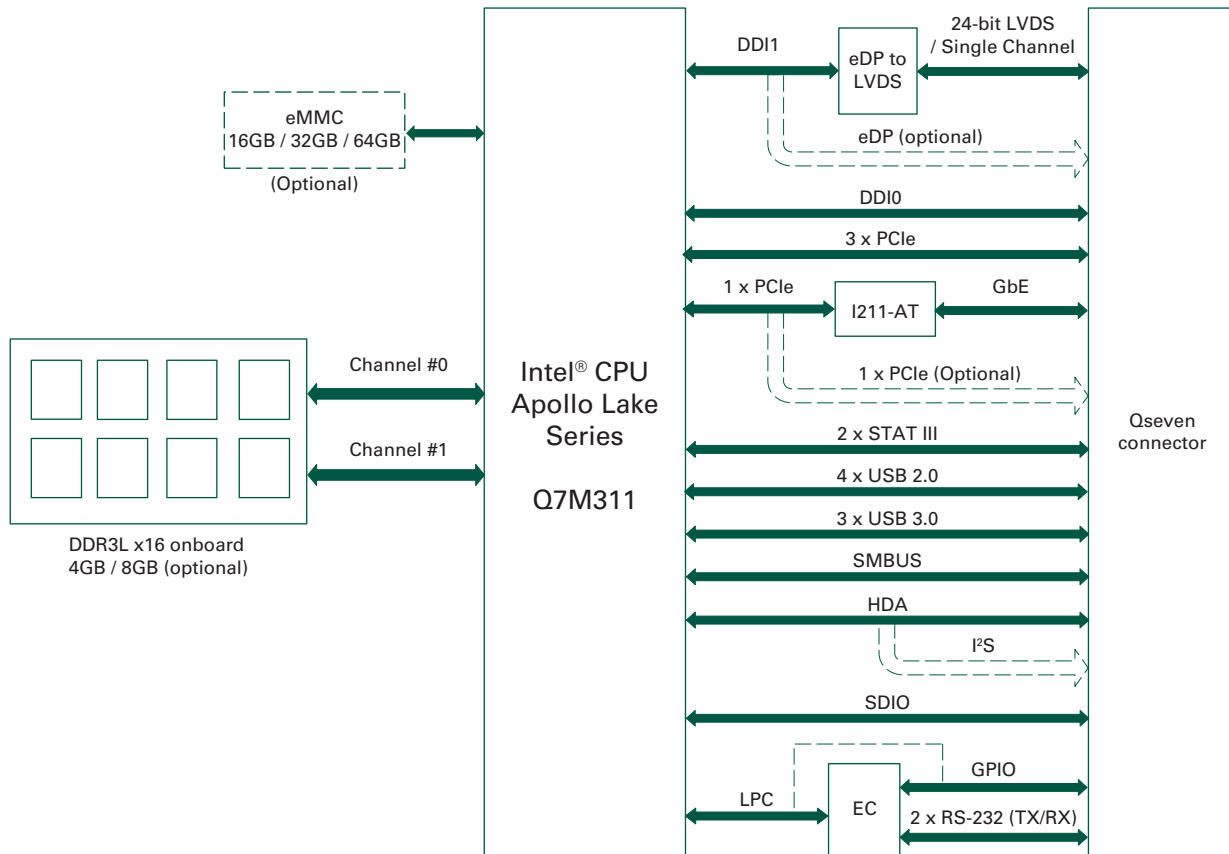 24-bit LVDS
/ Single Channel
DDI1
eDP to
LVDS
eMMC
16GB / 32GB / 64GB
(Optional)
eDP (optional)
DDI0
3 x PCIe
1 x PCIe
I211-AT
GbE
Channel #0
Intel® CPU
Apollo Lake
Series
Q7M311
1 x PCIe (Optional)
Qseven
connector
2 x STAT III
Channel #1
4 x USB 2.0
3 x USB 3.0
DDR3L x16 onboard
4GB / 8GB (optional)
SMBUS
HDA
I²S
SDIO
GPIO
LPC
EC
2 x RS-232 (TX/RX)